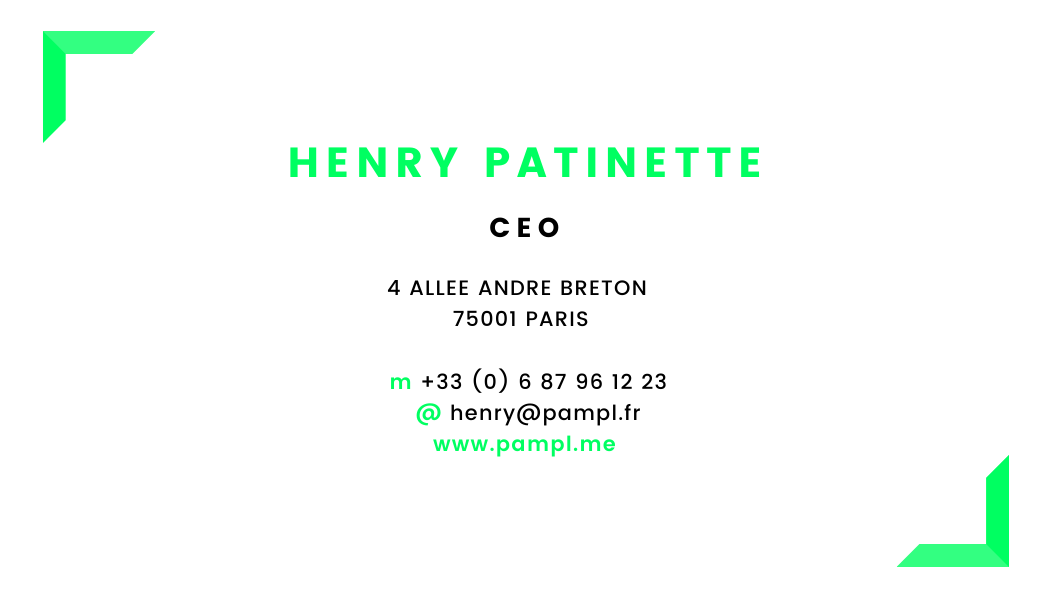 HENRY PATINETTE
CEO
4 ALLEE ANDRE BRETON
75001 PARIS
m +33 (0) 6 87 96 12 23
@ henry@pampl.fr
www.pampl.me